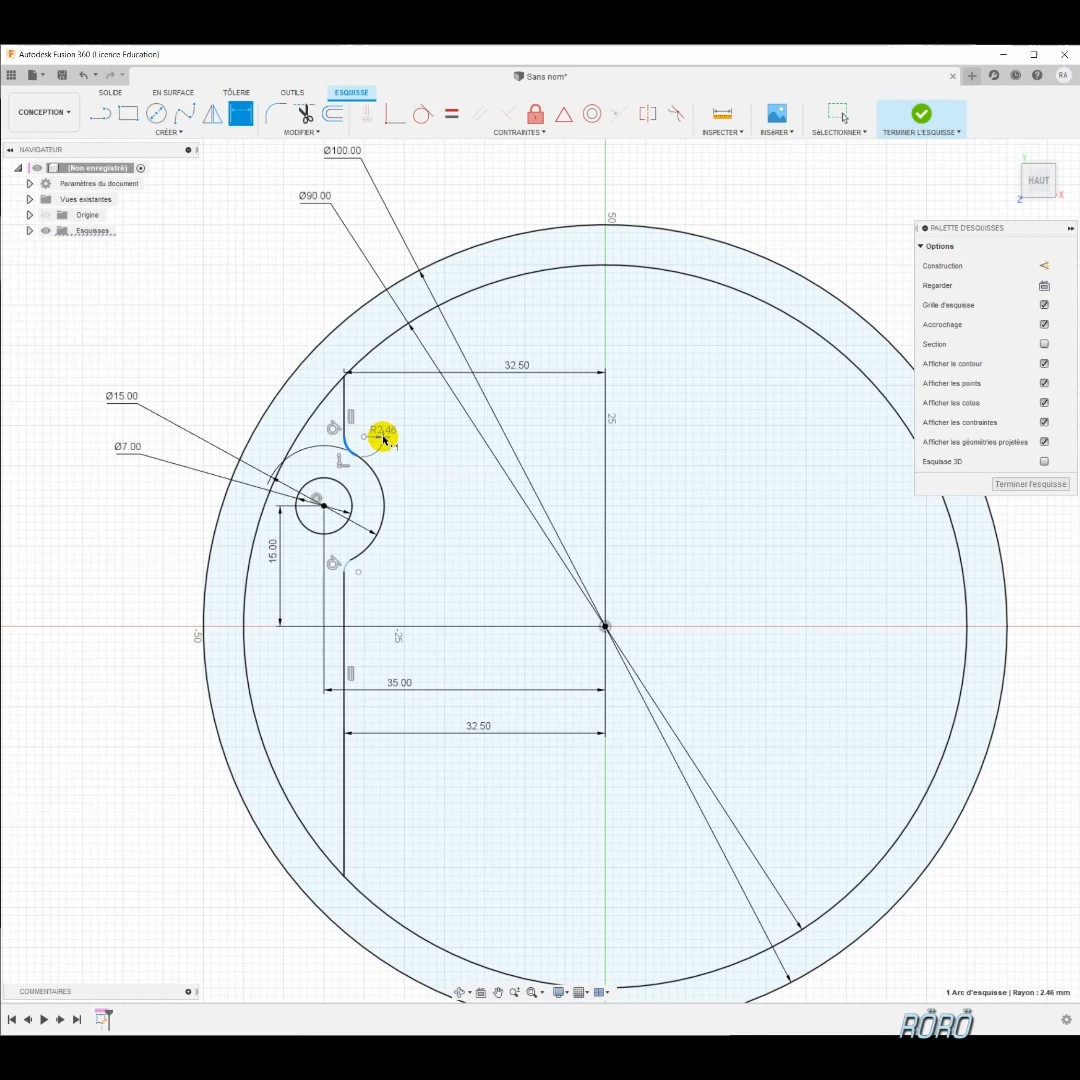 Autodesk Fusion 360 (Licence Education)
Sans nom*
RA
SOLIDE EN SURFACE TÔLERIE OUTILS ESQUISSE
CONCEPTION
CRÉER MODIFIER CONTRAINTES INSPECTER INSÉRER SÉLECTIONNER TERMINER L'ESQUISSE
NAVIGATEUR
(Non enregistré)
Paramètres du document
Vues existantes
Origine
Esquisses
Ø100.00
Ø90.00
Y
HAUT
X
Z
50
PALETTE D'ESQUISSES
Options
Construction
Regarder
Grille d'esquisse
Accrochage
Section
Afficher le contour
Afficher les points
Afficher les cotes
Afficher les contraintes
Afficher les géométries projetées
Esquisse 3D
Terminer l'esquisse
32.50
Ø15.00
25
R2.46
Ø7.00
15.00
-50
-25
35.00
32.50
COMMENTAIRES
1 Arc d'esquisse | Rayon : 2.46 mm
RÖRÖ